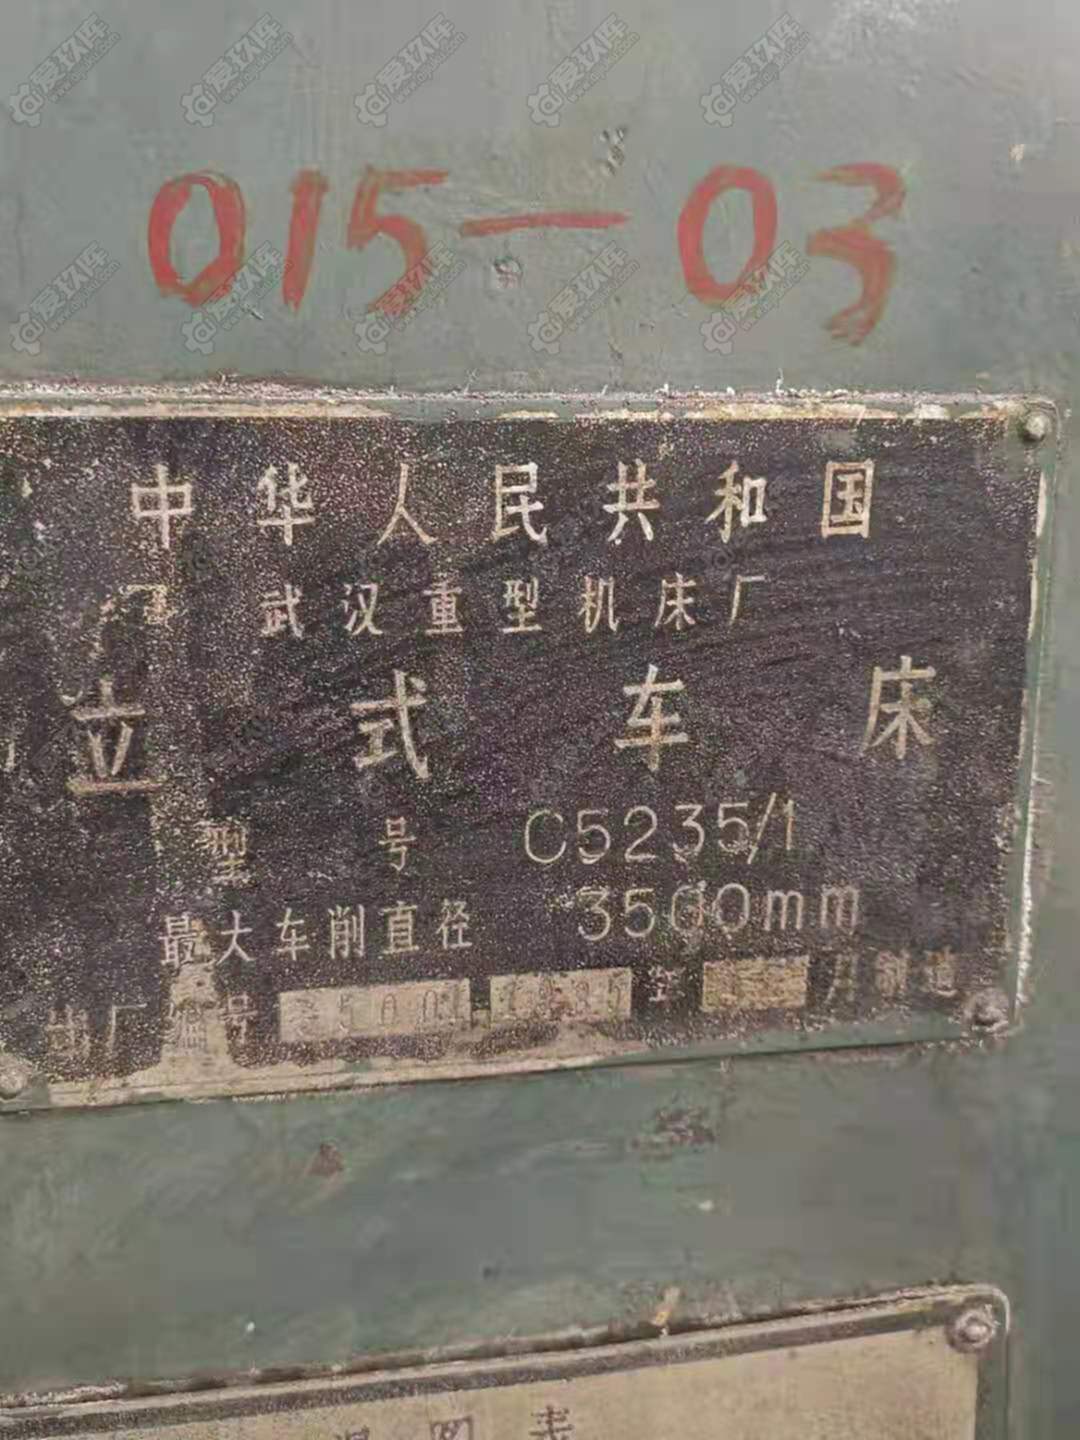 015-03
中华人民共和国
武汉重型机床厂
立式车床
型号 C5235/1
最大车削直径 3500mm
出厂编号 月制造
图表